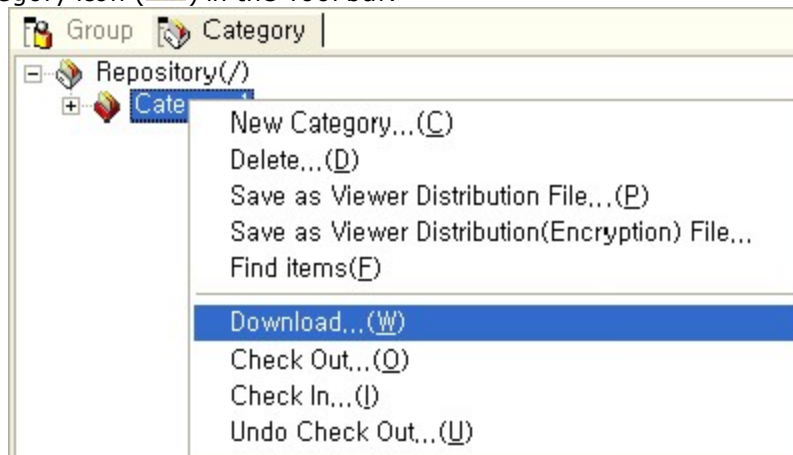 Group Category
Repository(/)
Cate
New Category...(C)
Delete...(D)
Save as Viewer Distribution File...(P)
Save as Viewer Distribution(Encryption) File...
Find items(F)
Download...(W)
Check Out...(O)
Check In...(I)
Undo Check Out...(U)